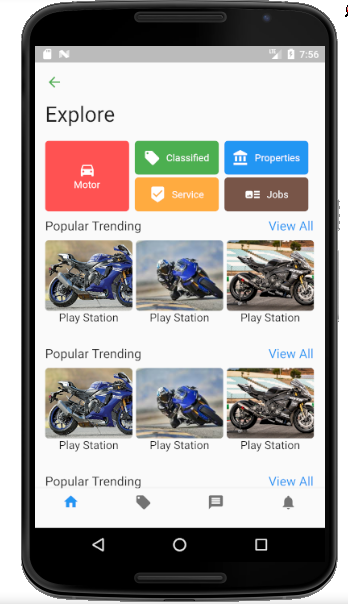 7:56
Explore
Motor
Classified
Properties
Service
Jobs
Popular Trending
View All
Play Station
Play Station
Play Station
Popular Trending
View All
Play Station
Play Station
Play Station
Popular Trending
View All